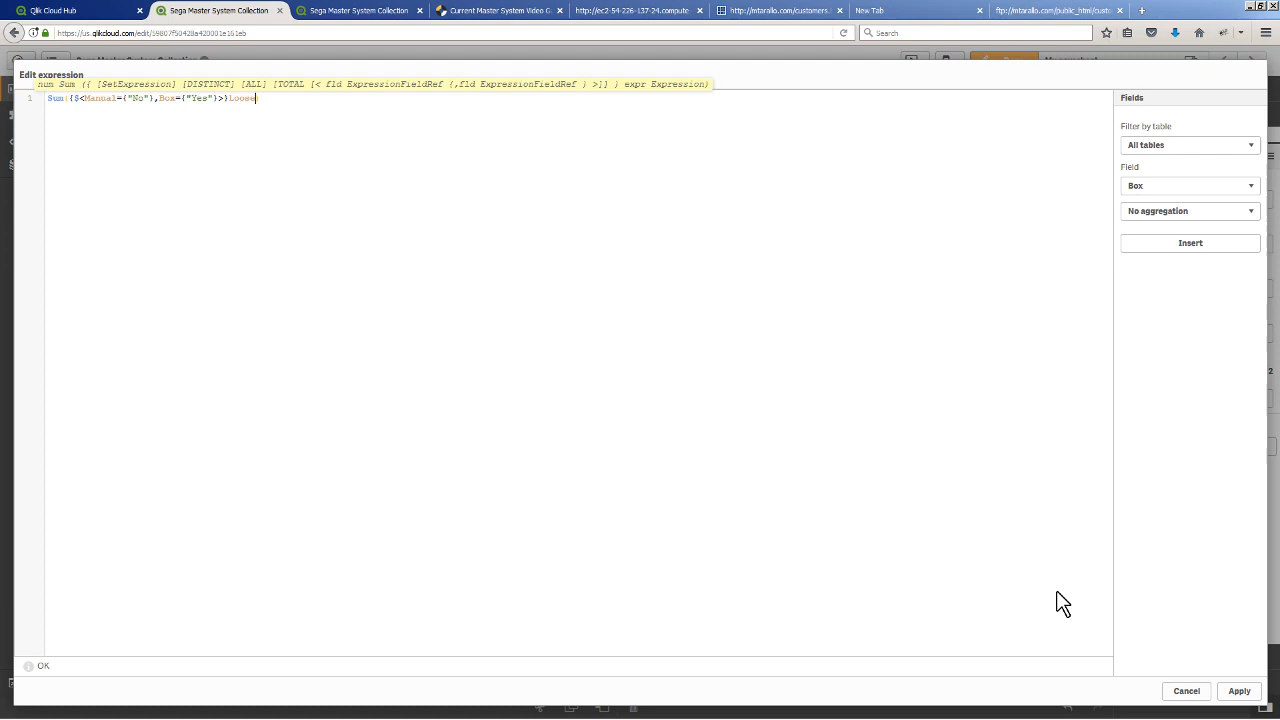 Qlik Cloud Hub
Sega Master System Collection
Sega Master System Collection
Current Master System Video G
http://ec2-54-226-137-24.compute
http://mtarallo.com/customers.
New Tab
ftp://mtarallo.com/public_html/custo
https://us.qlikcloud.com/edit/59807f50428a420001e161eb
Search
Edit expression
num Sum ({ [SetExpression] [DISTINCT] [ALL] [TOTAL [< fld ExpressionFieldRef {,fld ExpressionFieldRef } >]] } expr Expression)
1 Sum({$<Manual={"No"},Box={"Yes"}>}Loose)
Fields
Filter by table
All tables
Field
Box
No aggregation
Insert
2
OK
Cancel
Apply